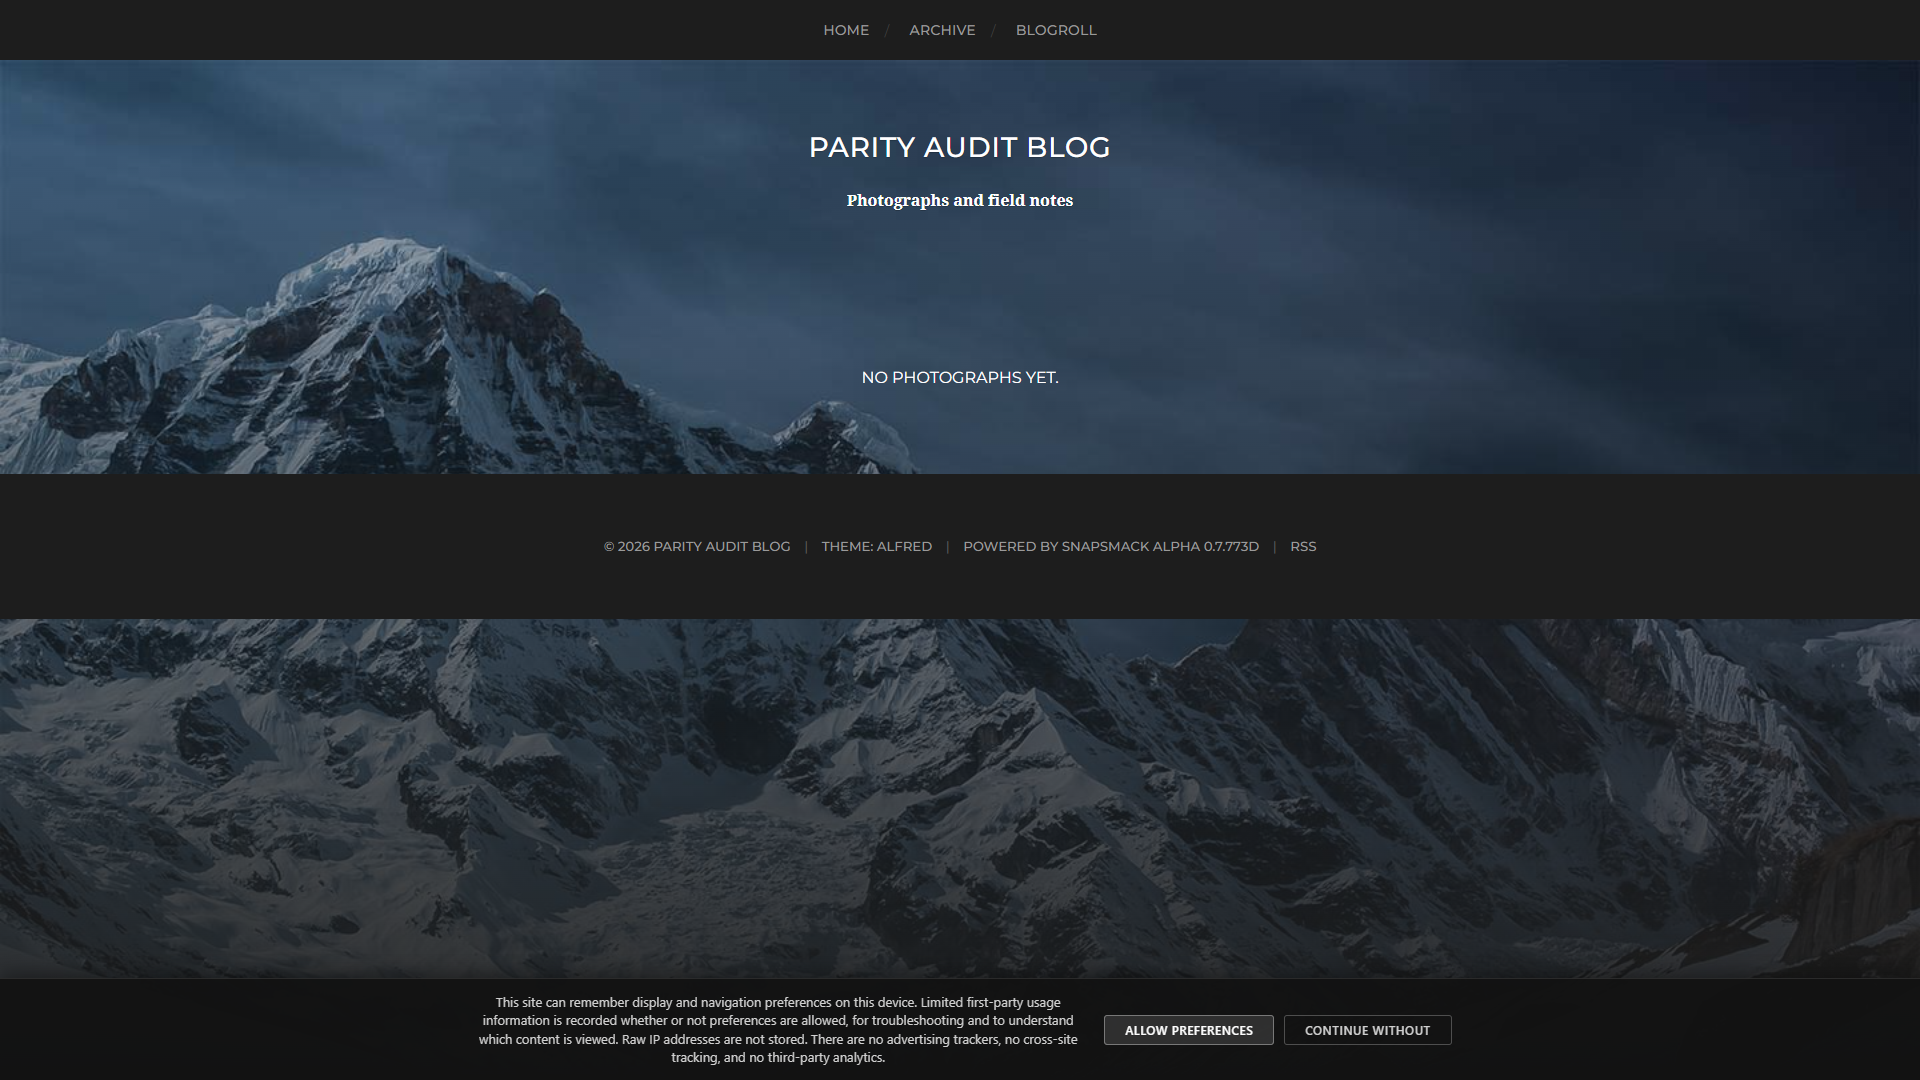 HOME / ARCHIVE / BLOGROLL
PARITY AUDIT BLOG
Photographs and field notes
NO PHOTOGRAPHS YET.
© 2026 PARITY AUDIT BLOG | THEME: ALFRED | POWERED BY SNAPSMACK ALPHA 0.7.773D | RSS
This site can remember display and navigation preferences on this device. Limited first-party usage
information is recorded whether or not preferences are allowed, for troubleshooting and to understand
which content is viewed. Raw IP addresses are not stored. There are no advertising trackers, no cross-site
tracking, and no third-party analytics.
ALLOW PREFERENCES
CONTINUE WITHOUT